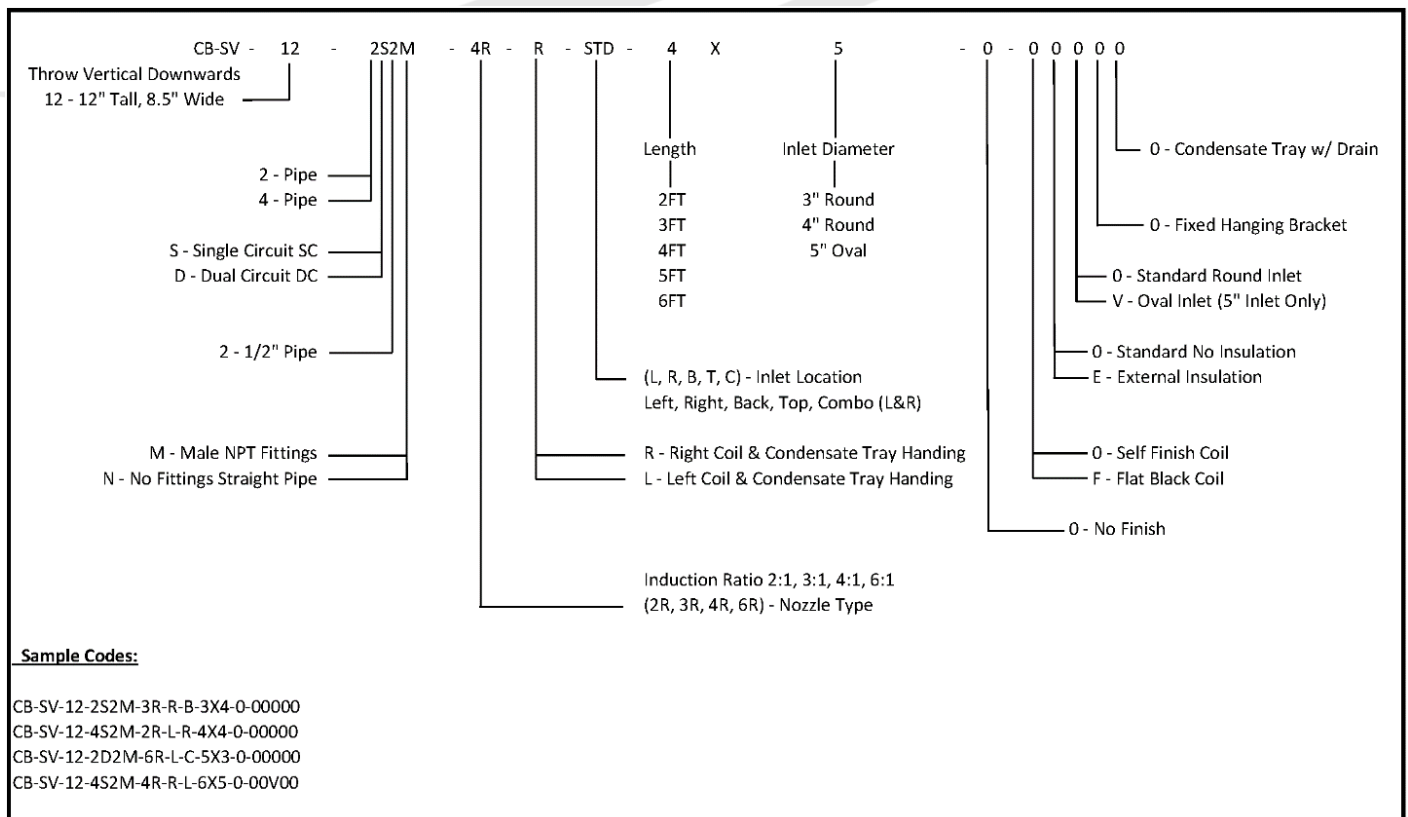 CB-SV - 12 - 2S2M - 4R - R - STD - 4 X 5 - 0 - 0 0 0 0 0
Throw Vertical Downwards
12 - 12" Tall, 8.5" Wide
Length Inlet Diameter
0 - Condensate Tray w/ Drain
2 - Pipe
4 - Pipe
2FT 3" Round
3FT 4" Round
4FT 5" Oval
5FT
6FT
0 - Fixed Hanging Bracket
S - Single Circuit SC
D - Dual Circuit DC
0 - Standard Round Inlet
V - Oval Inlet (5" Inlet Only)
2 - 1/2" Pipe
0 - Standard No Insulation
E - External Insulation
(L, R, B, T, C) - Inlet Location
Left, Right, Back, Top, Combo (L&R)
M - Male NPT Fittings
N - No Fittings Straight Pipe
R - Right Coil & Condensate Tray Handing
L - Left Coil & Condensate Tray Handing
0 - Self Finish Coil
F - Flat Black Coil
0 - No Finish
Induction Ratio 2:1, 3:1, 4:1, 6:1
(2R, 3R, 4R, 6R) - Nozzle Type
Sample Codes:
CB-SV-12-2S2M-3R-R-B-3X4-0-00000
CB-SV-12-4S2M-2R-L-R-4X4-0-00000
CB-SV-12-2D2M-6R-L-C-5X3-0-00000
CB-SV-12-4S2M-4R-R-L-6X5-0-00V00